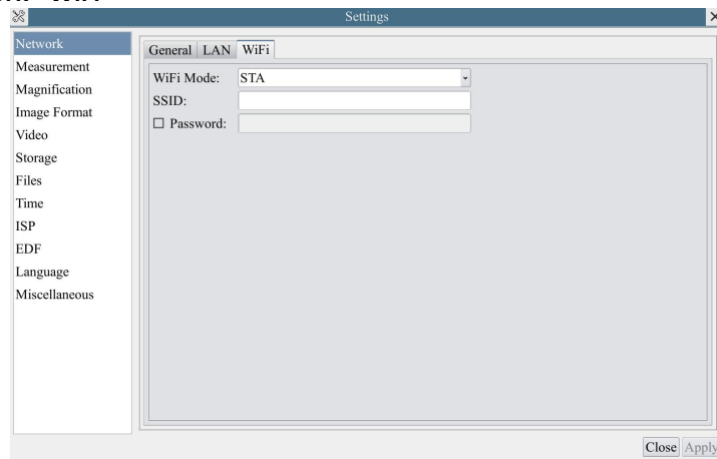 Settings
Network
Measurement
Magnification
Image Format
Video
Storage
Files
Time
ISP
EDF
Language
Miscellaneous
General LAN WiFi
WiFi Mode: STA
SSID:
Password:
Close Apply